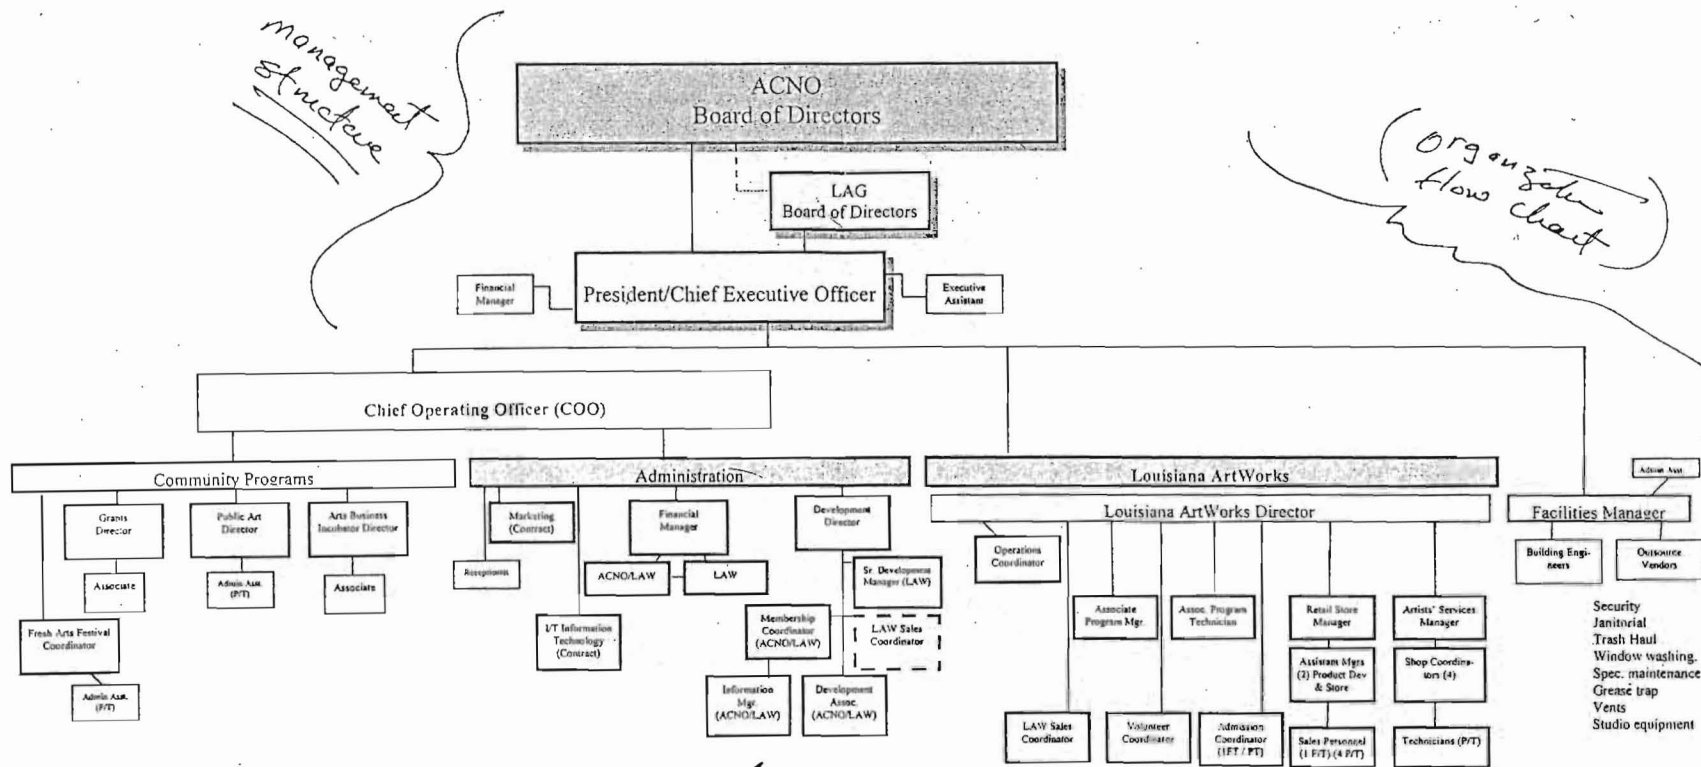 management
structure
ACNO
Board of Directors
LAG
Board of Directors
flow chart
Financial
Manager
President/Chief Executive Officer
Executive
Assistant
Chief Operating Officer (COO)
Community Programs
Administration
Louisiana ArtWorks
Louisiana ArtWorks Director
Admin Asst.
Facilities Manager
Grants
Director
Public Art
Director
Arts Business
Incubator Director
Associate
Admin Asst.
(P/T)
Associate
Fresh Arts Festival
Coordinator
Admin Asst.
(P/T)
Marketing
(Contract)
Financial
Manager
Development
Director
Receptionist
ACNO/LAW
LAW
Sr. Development
Manager (LAW)
I/T Information
Technology
(Contract)
Membership
Coordinator
(ACNO/LAW)
LAW Sales
Coordinator
Information
Mgr.
(ACNO/LAW)
Development
Assoc.
(ACNO/LAW)
Operations
Coordinator
Associate
Program Mgr.
Assoc. Program
Technician
Retail Store
Manager
Artists' Services
Manager
Assistant Mgrs
(2) Product Dev
& Store
Shop Coordina-
tors (4)
LAW Sales
Coordinator
Volunteer
Coordinator
Admission
Coordinator
(1FT / PT)
Sales Personnel
(1 F/T) (4 P/T)
Technicians (P/T)
Building Engi-
neers
Outsource
Vendors
Security
Janitorial
Trash Haul
Window washing.
Spec. maintenance
Grease trap
Vents
Studio equipment